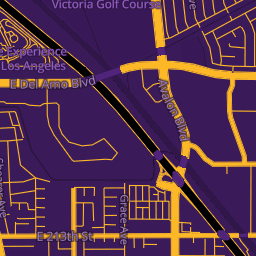 Victoria Golf Course
Experience
Los Angeles
E Del Amo Blvd
Avalon Blvd
Grace Ave
E 213th St